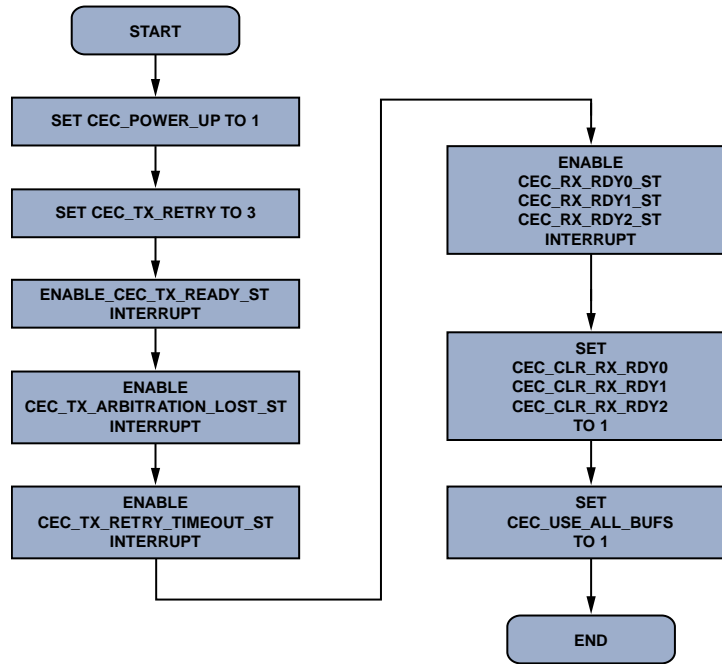 START
SET CEC_POWER_UP TO 1
SET CEC_TX_RETRY TO 3
ENABLE_CEC_TX_READY_ST
INTERRUPT
ENABLE
CEC_TX_ARBITRATION_LOST_ST
INTERRUPT
ENABLE
CEC_TX_RETRY_TIMEOUT_ST
INTERRUPT
ENABLE
CEC_RX_RDY0_ST
CEC_RX_RDY1_ST
CEC_RX_RDY2_ST
INTERRUPT
SET
CEC_CLR_RX_RDY0
CEC_CLR_RX_RDY1
CEC_CLR_RX_RDY2
TO 1
SET
CEC_USE_ALL_BUFS
TO 1
END